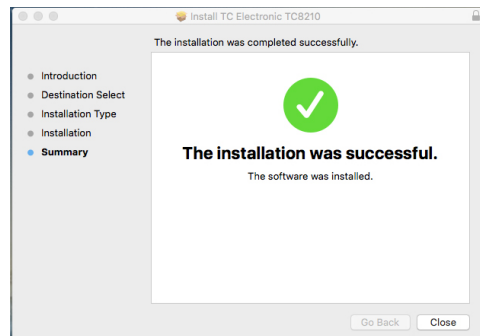 Install TC Electronic TC8210
The installation was completed successfully.
Introduction
Destination Select
Installation Type
Installation
Summary
The installation was successful.
The software was installed.
Go Back
Close